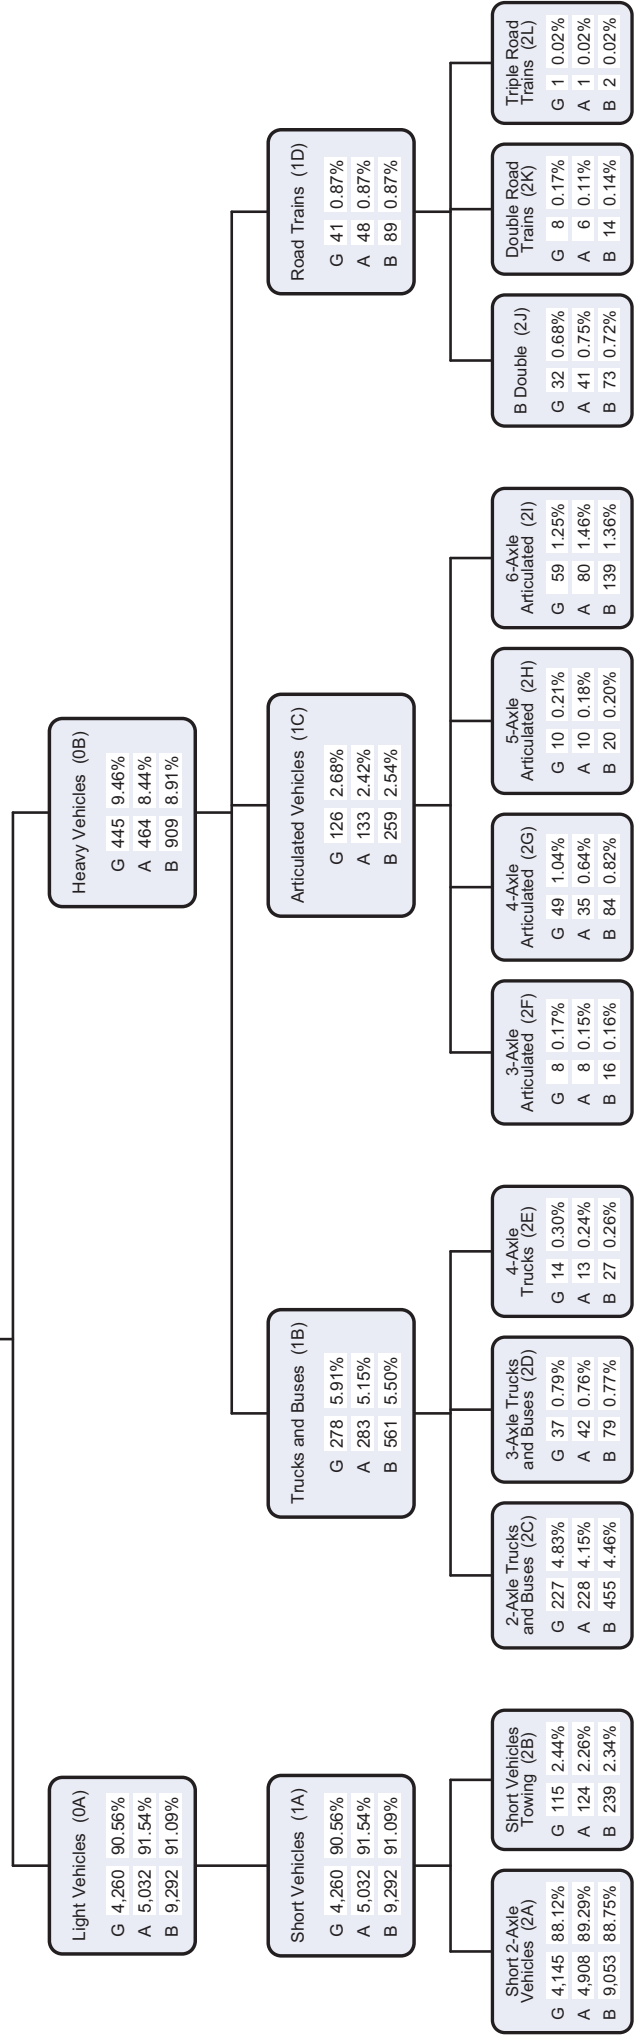 Light Vehicles (0A)
G 4,260 90.56%
A 5,032 91.54%
B 9,292 91.09%
Heavy Vehicles (0B)
G 445 9.46%
A 464 8.44%
B 909 8.91%
Short Vehicles (1A)
G 4,260 90.56%
A 5,032 91.54%
B 9,292 91.09%
Trucks and Buses (1B)
G 278 5.91%
A 283 5.15%
B 561 5.50%
Articulated Vehicles (1C)
G 126 2.68%
A 133 2.42%
B 259 2.54%
Road Trains (1D)
G 41 0.87%
A 48 0.87%
B 89 0.87%
Short 2-Axle
Vehicles (2A)
G 4,145 88.12%
A 4,908 89.29%
B 9,053 88.75%
Short Vehicles
Towing (2B)
G 115 2.44%
A 124 2.26%
B 239 2.34%
2-Axle Trucks
and Buses (2C)
G 227 4.83%
A 228 4.15%
B 455 4.46%
3-Axle Trucks
and Buses (2D)
G 37 0.79%
A 42 0.76%
B 79 0.77%
4-Axle
Trucks (2E)
G 14 0.30%
A 13 0.24%
B 27 0.26%
3-Axle
Articulated (2F)
G 8 0.17%
A 8 0.15%
B 16 0.16%
4-Axle
Articulated (2G)
G 49 1.04%
A 35 0.64%
B 84 0.82%
5-Axle
Articulated (2H)
G 10 0.21%
A 10 0.18%
B 20 0.20%
6-Axle
Articulated (2I)
G 59 1.25%
A 80 1.46%
B 139 1.36%
B Double (2J)
G 32 0.68%
A 41 0.75%
B 73 0.72%
Double Road
Trains (2K)
G 8 0.17%
A 6 0.11%
B 14 0.14%
Triple Road
Trains (2L)
G 1 0.02%
A 1 0.02%
B 2 0.02%